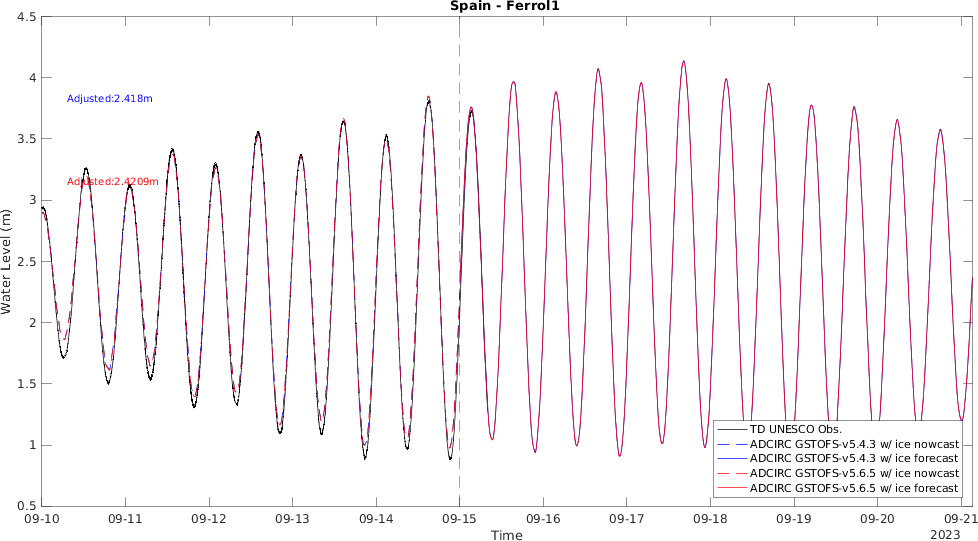 Spain - Ferrol1
4.5
4
3.5
3
2.5
2
1.5
1
0.5
Water Level (m)
Adjusted:2.418m
Adjusted:2.4209m
TD UNESCO Obs.
ADCIRC GSTOFS-v5.4.3 w/ ice nowcast
ADCIRC GSTOFS-v5.4.3 w/ ice forecast
ADCIRC GSTOFS-v5.6.5 w/ ice nowcast
ADCIRC GSTOFS-v5.6.5 w/ ice forecast
09-10 09-11 09-12 09-13 09-14 09-15 09-16 09-17 09-18 09-19 09-20 09-21
Time
2023